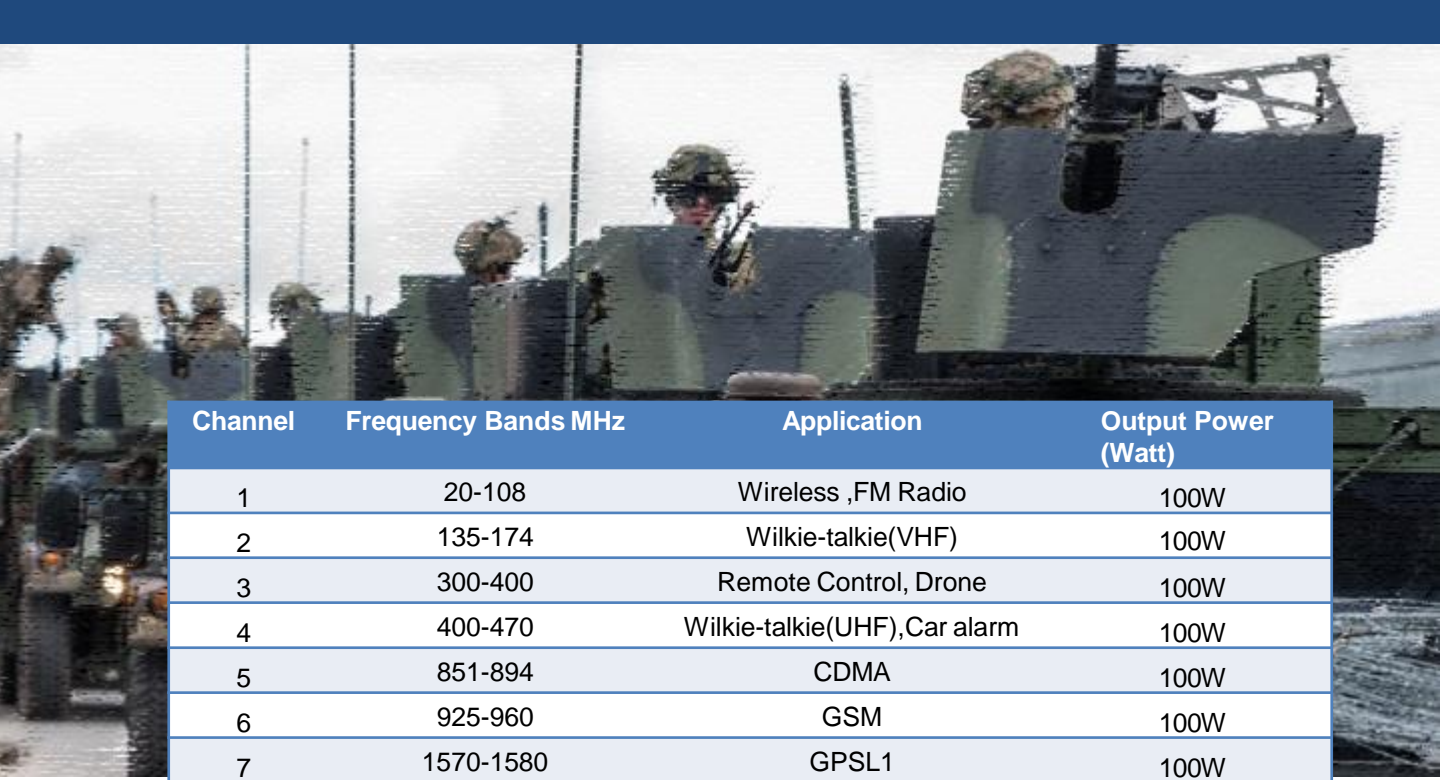 Channel Frequency Bands MHz Application Output Power (Watt)
1 20-108 Wireless ,FM Radio 100W
2 135-174 Wilkie-talkie(VHF) 100W
3 300-400 Remote Control, Drone 100W
4 400-470 Wilkie-talkie(UHF),Car alarm 100W
5 851-894 CDMA 100W
6 925-960 GSM 100W
7 1570-1580 GPSL1 100W